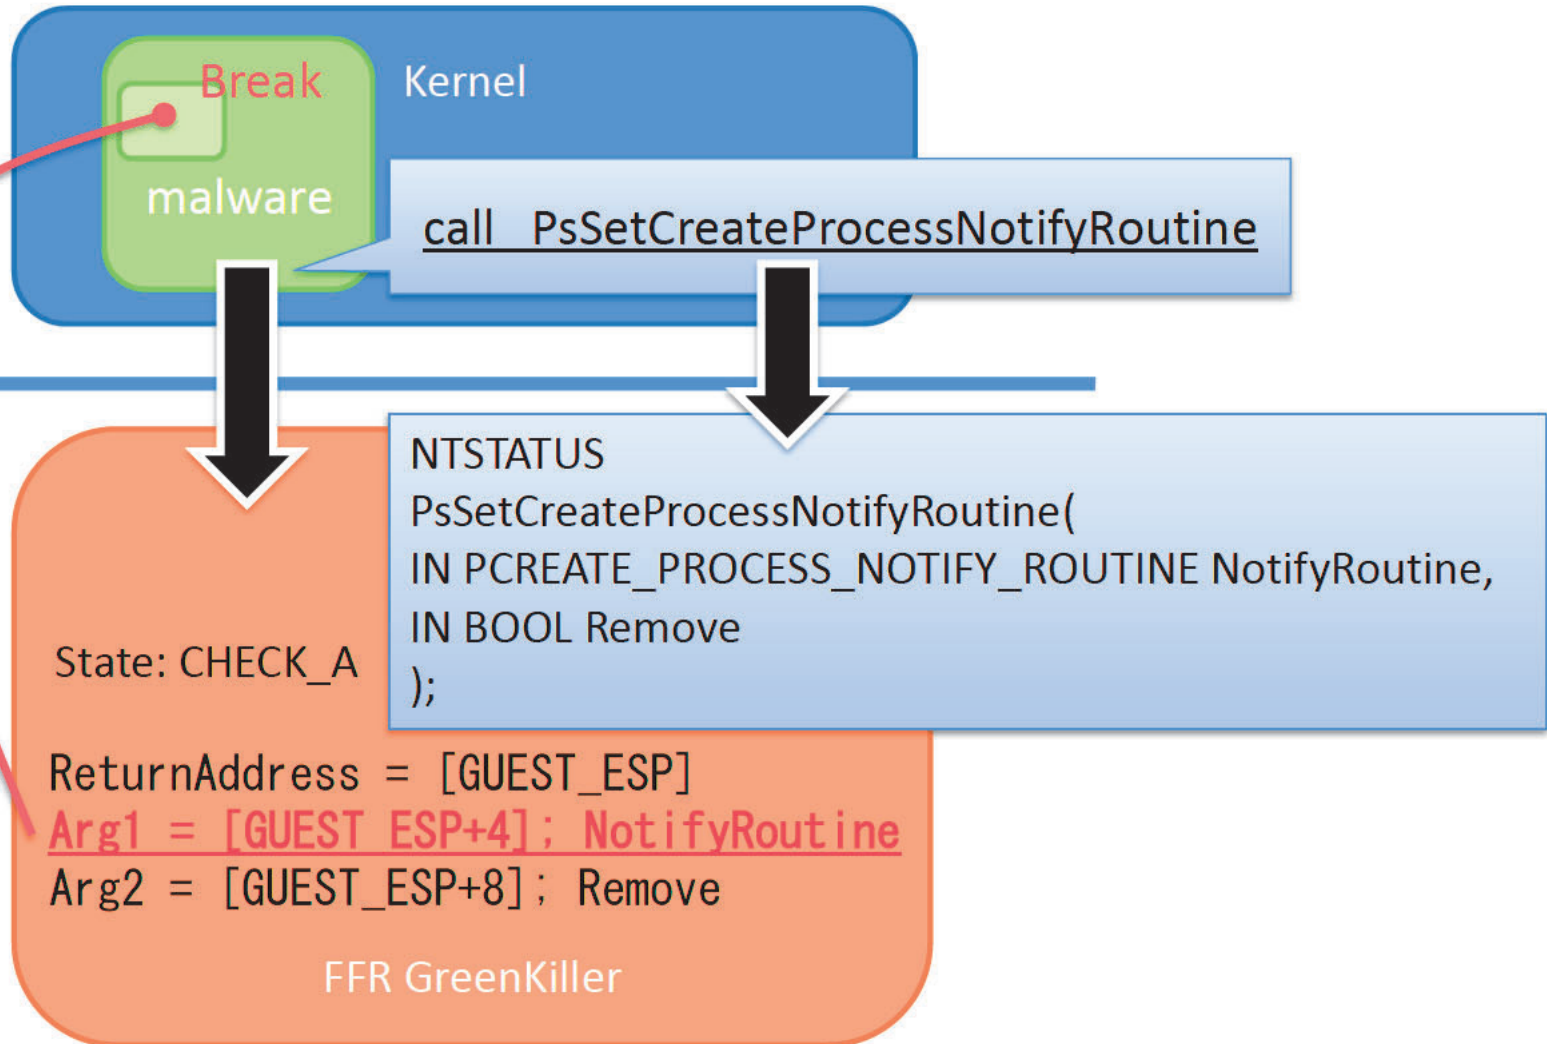 Break
Kernel
malware
call PsSetCreateProcessNotifyRoutine
NTSTATUS
PsSetCreateProcessNotifyRoutine(
IN PCREATE_PROCESS_NOTIFY_ROUTINE NotifyRoutine,
IN BOOL Remove
);
State: CHECK_A
ReturnAddress = [GUEST_ESP]
Arg1 = [GUEST_ESP+4]; NotifyRoutine
Arg2 = [GUEST_ESP+8]; Remove
FFR GreenKiller